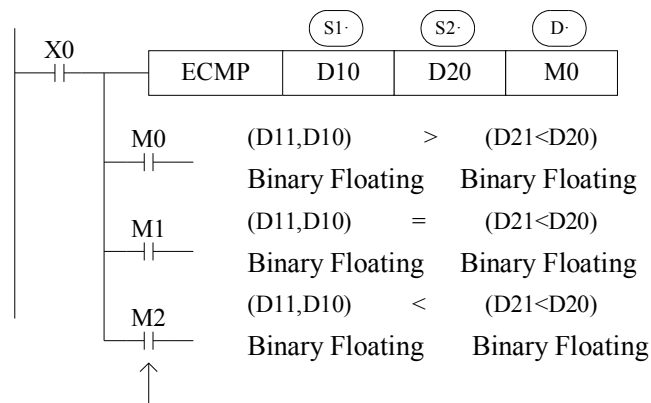 S1· S2· D·
X0
ECMP D10 D20 M0
M0 (D11,D10) > (D21<D20)
Binary Floating Binary Floating
M1 (D11,D10) = (D21<D20)
Binary Floating Binary Floating
M2 (D11,D10) < (D21<D20)
Binary Floating Binary Floating